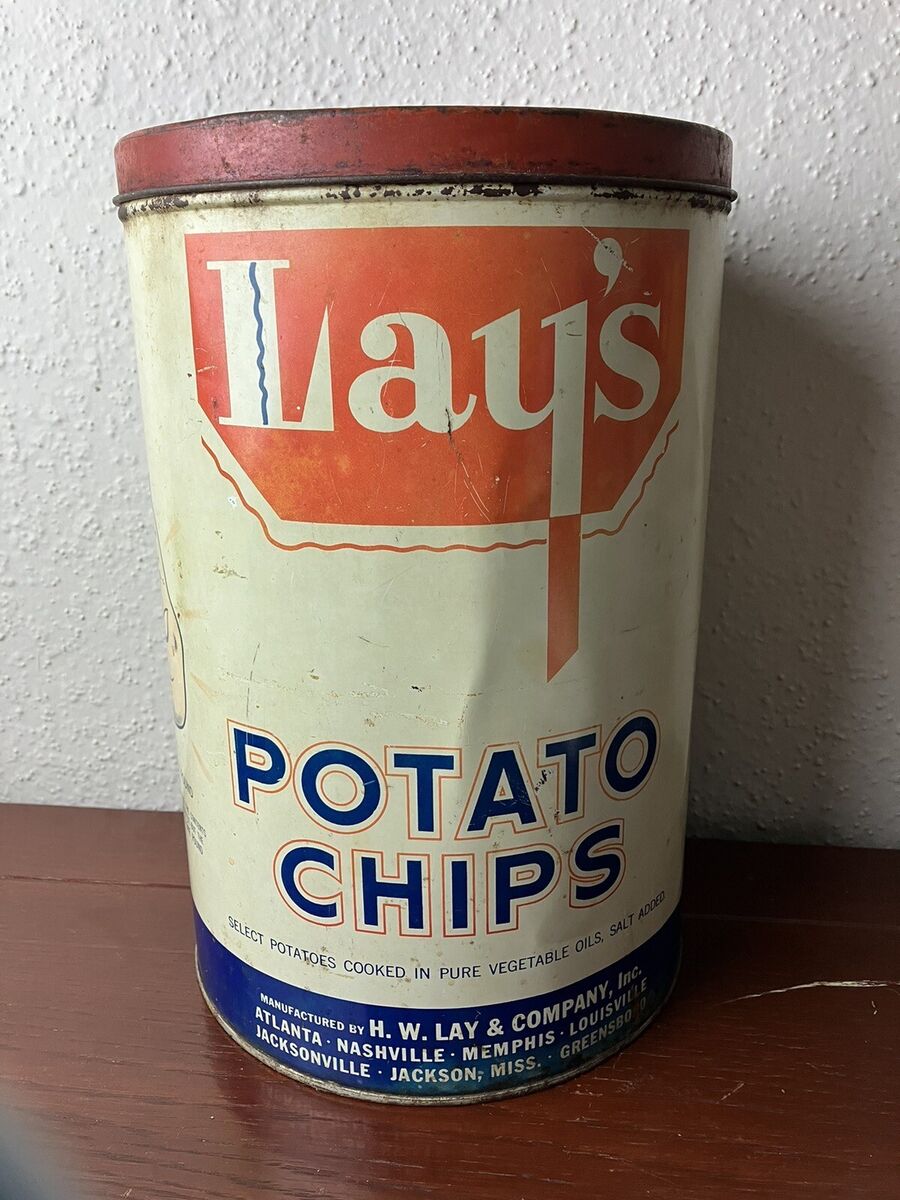 Lay's
POTATO
CHIPS
SELECT POTATOES COOKED IN PURE VEGETABLE OILS, SALT ADDED.
MANUFACTURED BY H. W. LAY & COMPANY, Inc.
ATLANTA · NASHVILLE · MEMPHIS · LOUISVILLE
JACKSONVILLE · JACKSON, MISS. · GREENSBORO